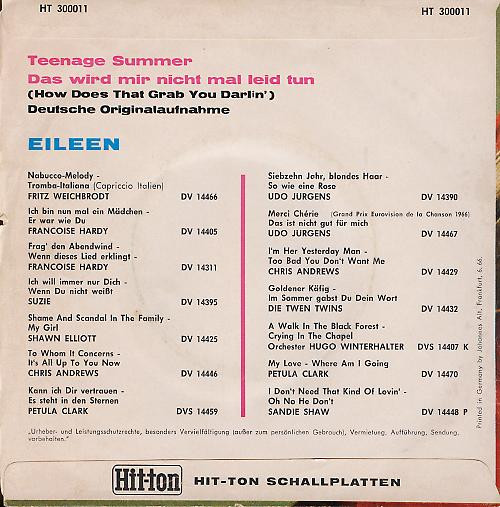 HT 300011
HT 300011
Teenage Summer
Das wird mir nicht mal leid tun
(How Does That Grab You Darlin')
Deutsche Originalaufnahme
EILEEN
Nabucco-Melody -
Tromba-Italiana (Capriccio Italien)
FRITZ WEICHBRODT DV 14466
Ich bin nun mal ein Mädchen -
Er war wie Du
FRANCOISE HARDY DV 14405
Frag' den Abendwind -
Wenn dieses Lied erklingt -
FRANCOISE HARDY DV 14311
Ich will immer nur Dich -
Wenn Du nicht weißt
SUZIE DV 14395
Shame And Scandal In The Family -
My Girl
SHAWN ELLIOTT DV 14425
To Whom It Concerns -
It's All Up To You Now
CHRIS ANDREWS DV 14446
Kann ich Dir vertrauen -
Es steht in den Sternen
PETULA CLARK DVS 14459
Siebzehn Jehr, blondes Haar -
So wie eine Rose
UDO JURGENS DV 14390
Merci Chérie (Grand Prix Eurovision de la Chanson 1966)
Das ist nicht gut für mich
UDO JURGENS DV 14467
I'm Her Yesterday Man -
Too Bad You Don't Want Me
CHRIS ANDREWS DV 14429
Goldener Käfig -
Im Sommer gabst Du Dein Wort
DIE TWEN TWINS DV 14432
A Walk In The Black Forest -
Crying In The Chapel
Orchester HUGO WINTERHALTER DVS 14407 K
My Love - Where Am I Going
PETULA CLARK DV 14470
I Don't Need That Kind Of Lovin' -
Oh No He Don't
SANDIE SHAW DV 14448 P
Printed in Germany by Johannes Alt, Frankfurt, 6. 66.
„Urheber- und Leistungsschutzrechte, besonders Vervielfältigung (außer zum persönlichen Gebrauch), Vermietung, Aufführung, Sendung,
vorbehalten."
Hit-ton HIT-TON SCHALLPLATTEN